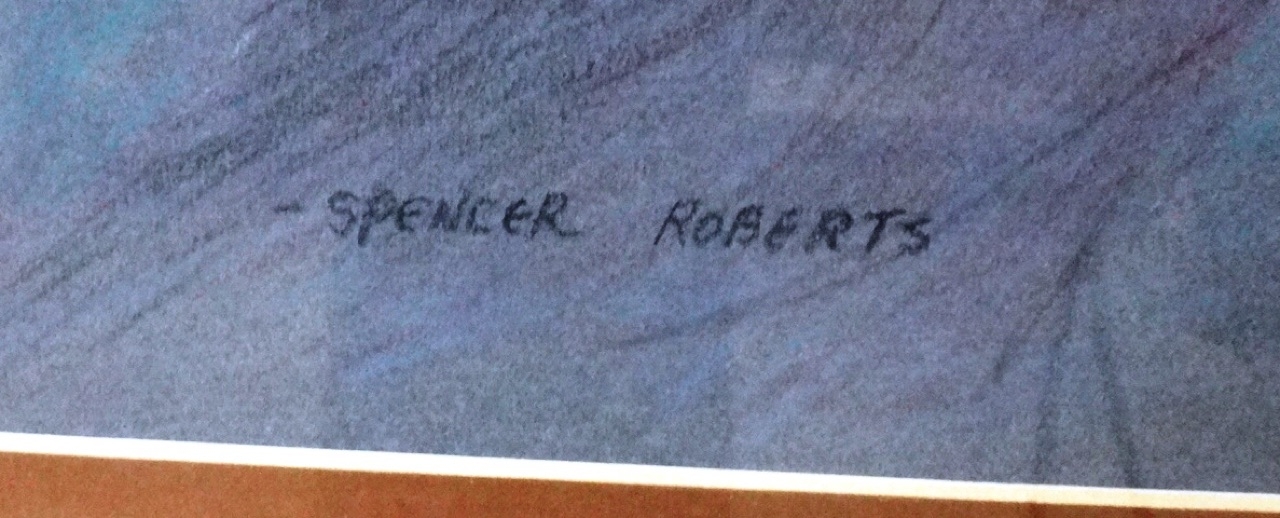 - SPENCER ROBERTS